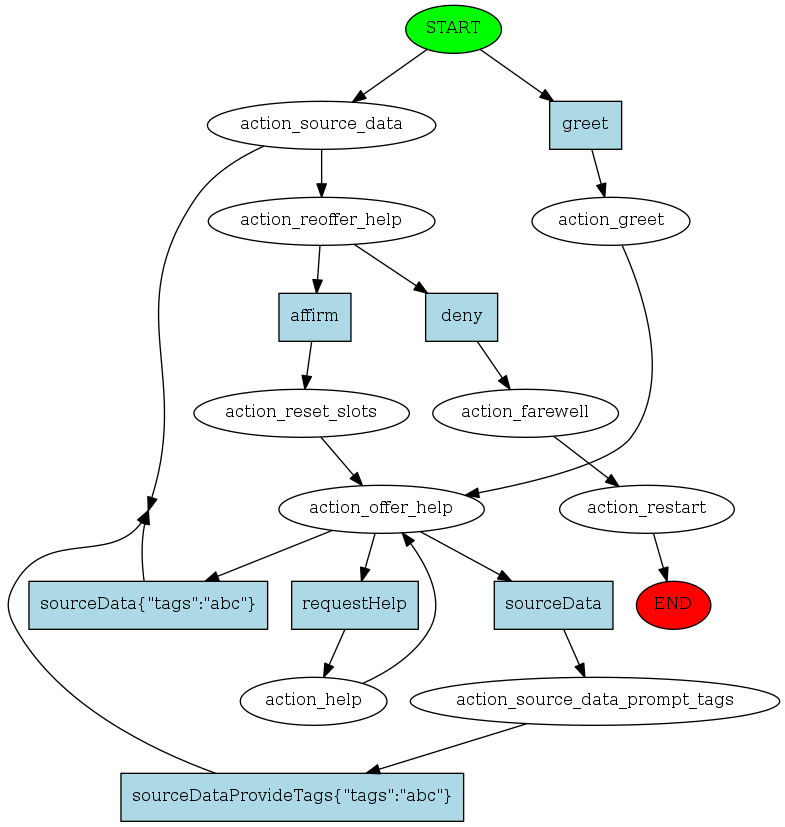 START
action_source_data
greet
action_reoffer_help
action_greet
affirm
deny
action_reset_slots
action_farewell
action_offer_help
action_restart
sourceData{"tags":"abc"}
requestHelp
sourceData
END
action_help
action_source_data_prompt_tags
sourceDataProvideTags{"tags":"abc"}